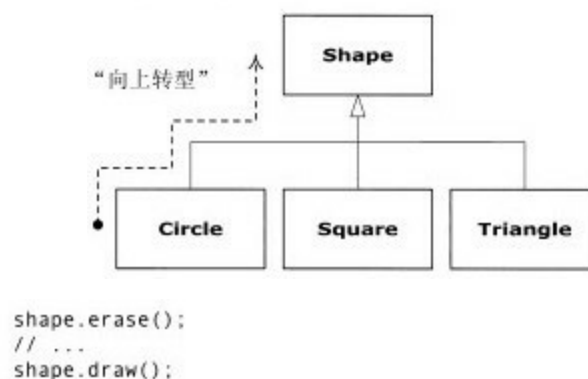 Shape
“向上转型”
Circle
Square
Triangle
shape.erase();
// ...
shape.draw();